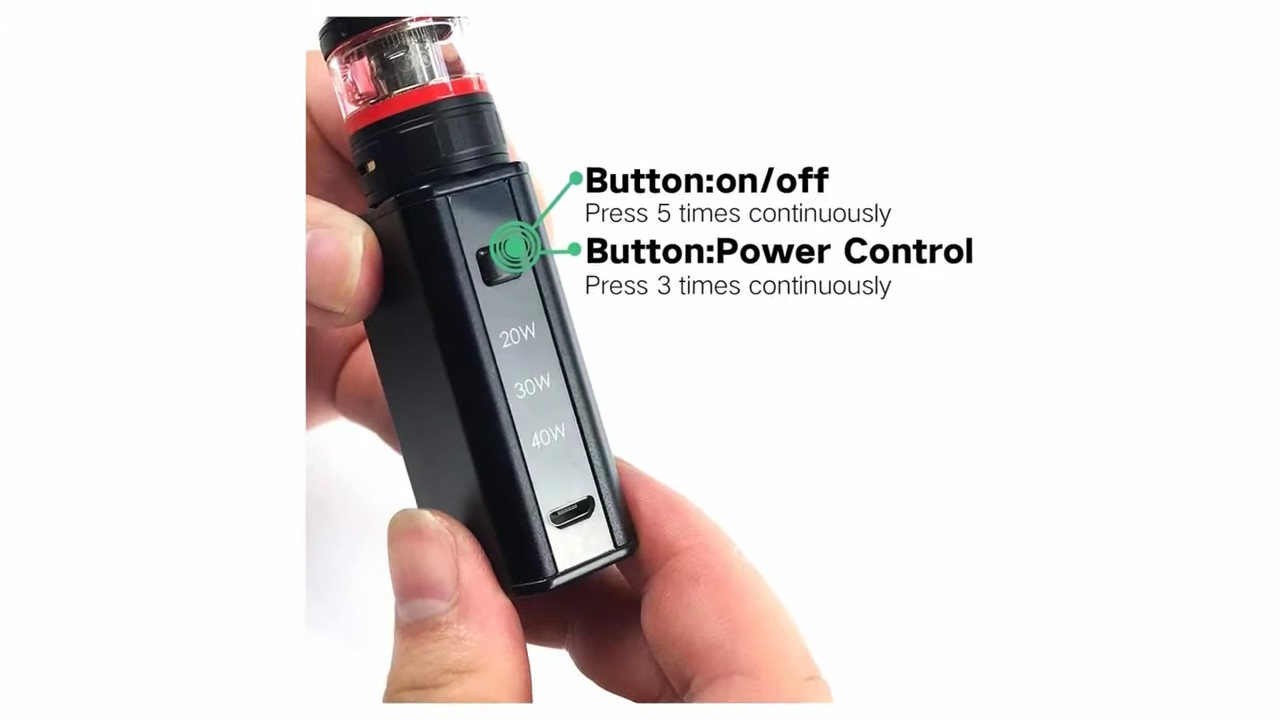 Button:on/off
Press 5 times continuously
Button:Power Control
Press 3 times continuously
20W
30W
40W